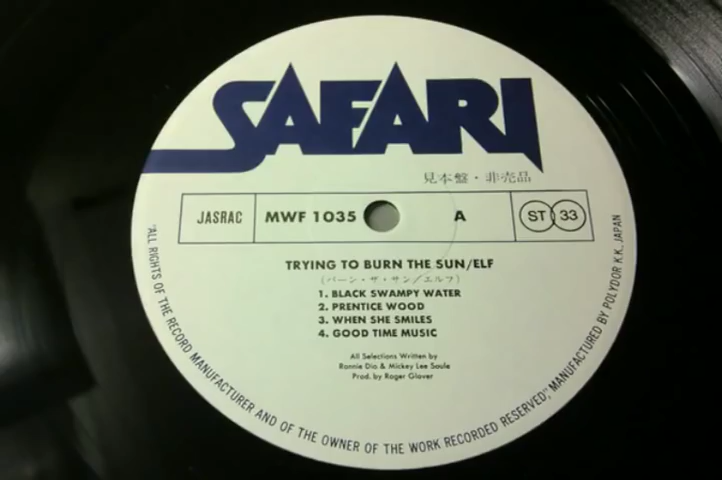 SAFARI
見本盤・非売品
JASRAC MWF 1035 A ST 33
TRYING TO BURN THE SUN/ELF
(バーン・ザ・サン/エルフ)
1. BLACK SWAMPY WATER
2. PRENTICE WOOD
3. WHEN SHE SMILES
4. GOOD TIME MUSIC
All Selections Written by
Ronnie Dio & Mickey Lee Soule
Prod. by Roger Glover
"ALL RIGHTS OF THE RECORD MANUFACTURER AND OF THE OWNER OF THE WORK RECORDED RESERVED," MANUFACTURED BY POLYDOR K.K. JAPAN